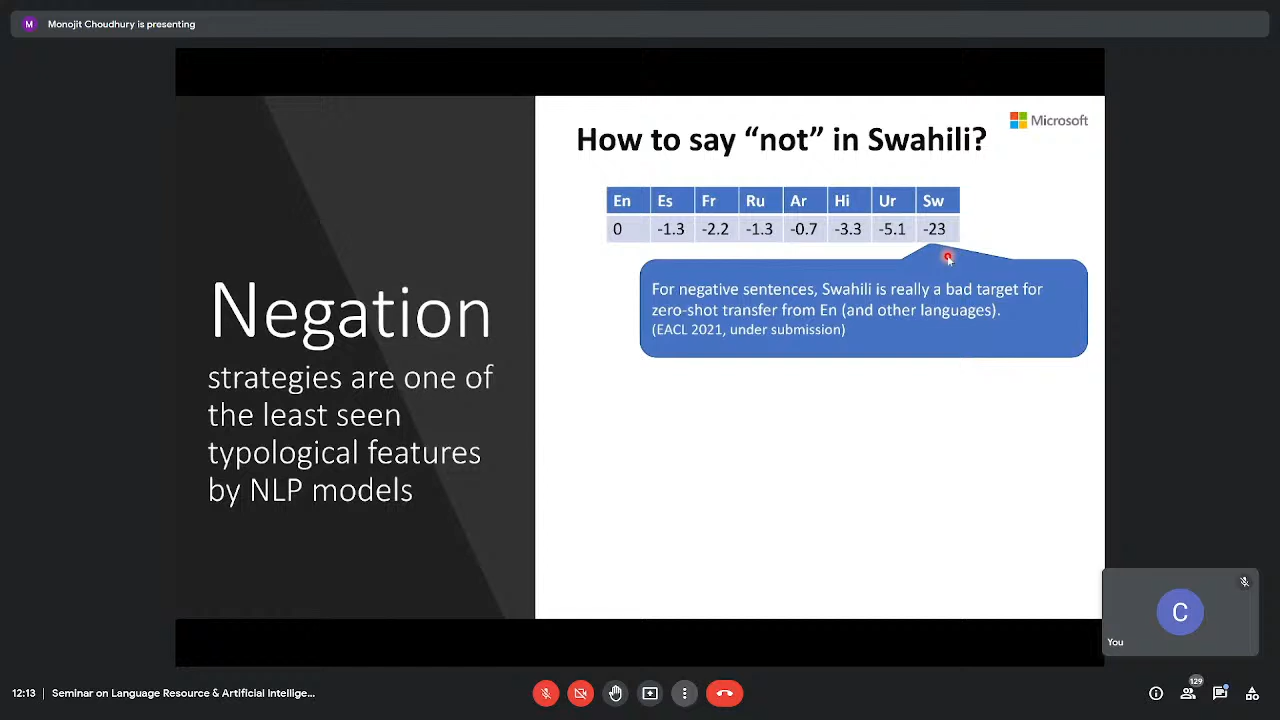 M Monojit Choudhury is presenting
Microsoft
How to say “not” in Swahili?
En Es Fr Ru Ar Hi Ur Sw
0 -1.3 -2.2 -1.3 -0.7 -3.3 -5.1 -23
For negative sentences, Swahili is really a bad target for
zero-shot transfer from En (and other languages).
(EACL 2021, under submission)
Negation
strategies are one of
the least seen
typological features
by NLP models
C
You
12:13 | Seminar on Language Resource & Artificial Intellige...
129